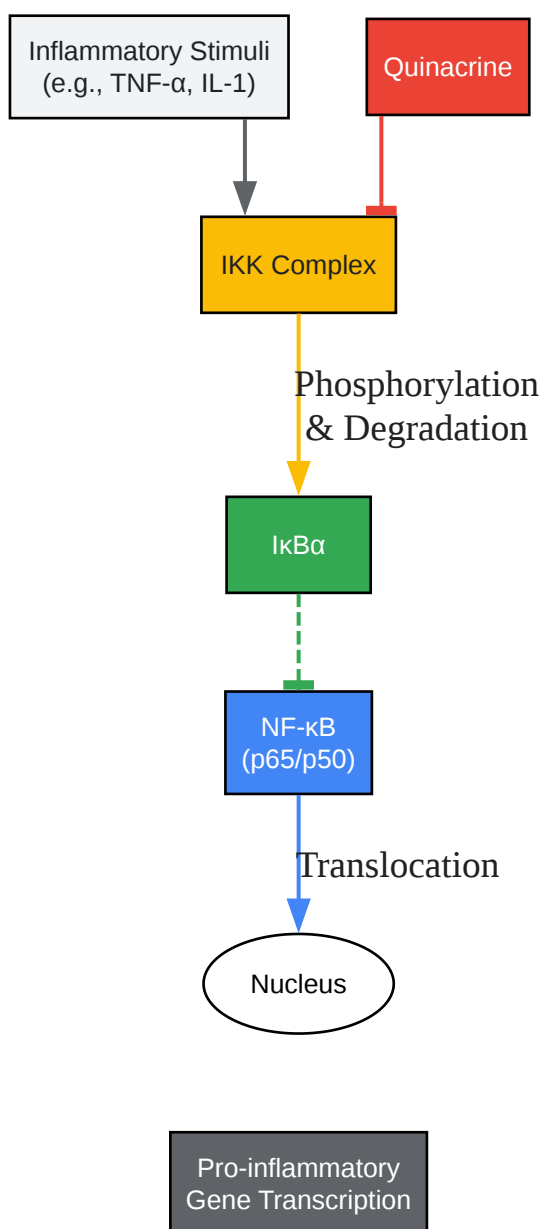 Inflammatory Stimuli
(e.g., TNF-α, IL-1)
Quinacrine
IKK Complex
Phosphorylation
& Degradation
IκBα
NF-κB
(p65/p50)
Translocation
Nucleus
Pro-inflammatory
Gene Transcription